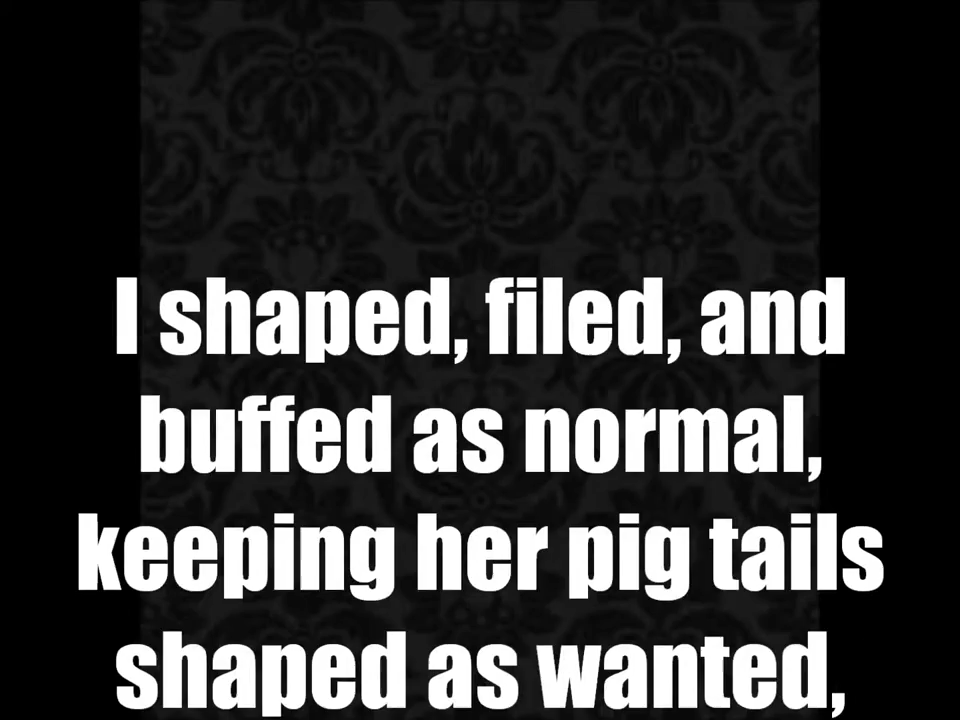 I shaped, filed, and
buffed as normal,
keeping her pig tails
shaped as wanted,